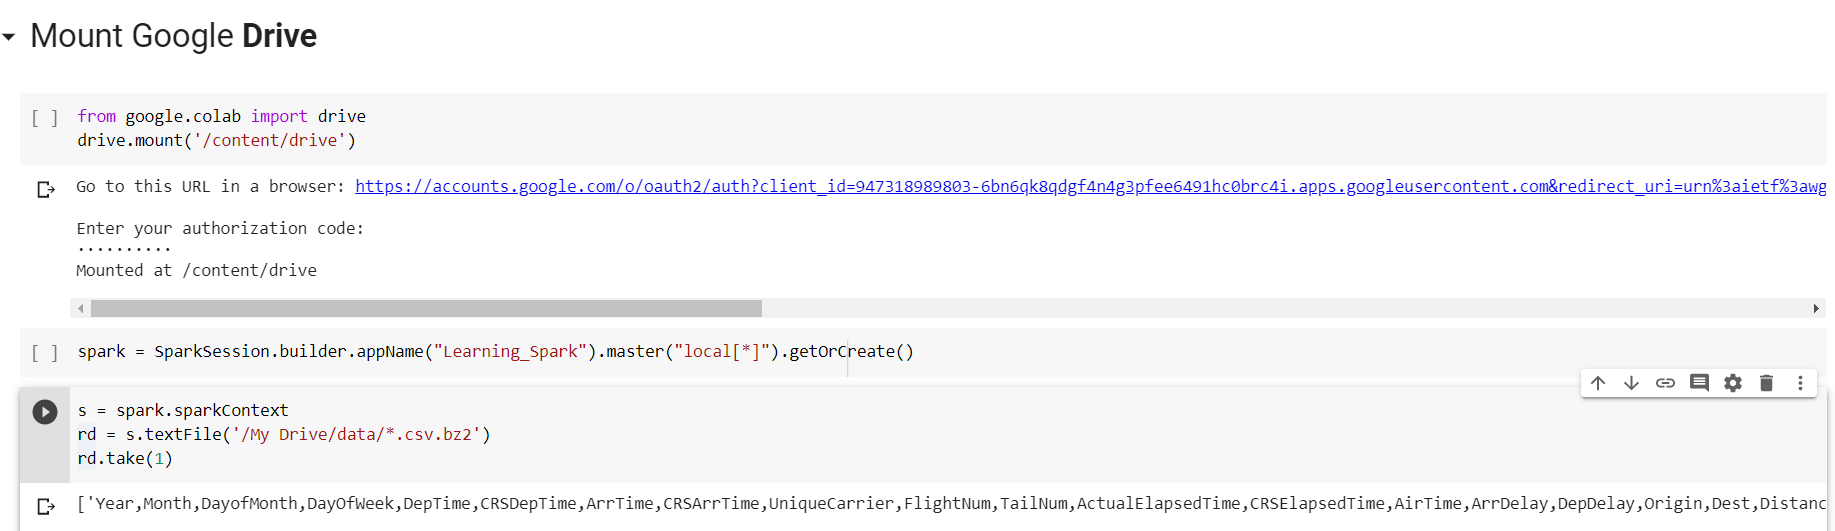 Mount Google Drive
[ ] from google.colab import drive
drive.mount('/content/drive')
Go to this URL in a browser: https://accounts.google.com/o/oauth2/auth?client_id=947318989803-6bn6qk8qdgf4n4g3pfee6491hc0brc4i.apps.googleusercontent.com&redirect_uri=urn%3aietf%3awg
Enter your authorization code:
··········
Mounted at /content/drive
[ ] spark = SparkSession.builder.appName("Learning_Spark").master("local[*]").getOrCreate()
s = spark.sparkContext
rd = s.textFile('/My Drive/data/*.csv.bz2')
rd.take(1)
['Year,Month,DayofMonth,DayOfWeek,DepTime,CRSDepTime,ArrTime,CRSArrTime,UniqueCarrier,FlightNum,TailNum,ActualElapsedTime,CRSElapsedTime,AirTime,ArrDelay,DepDelay,Origin,Dest,Distanc